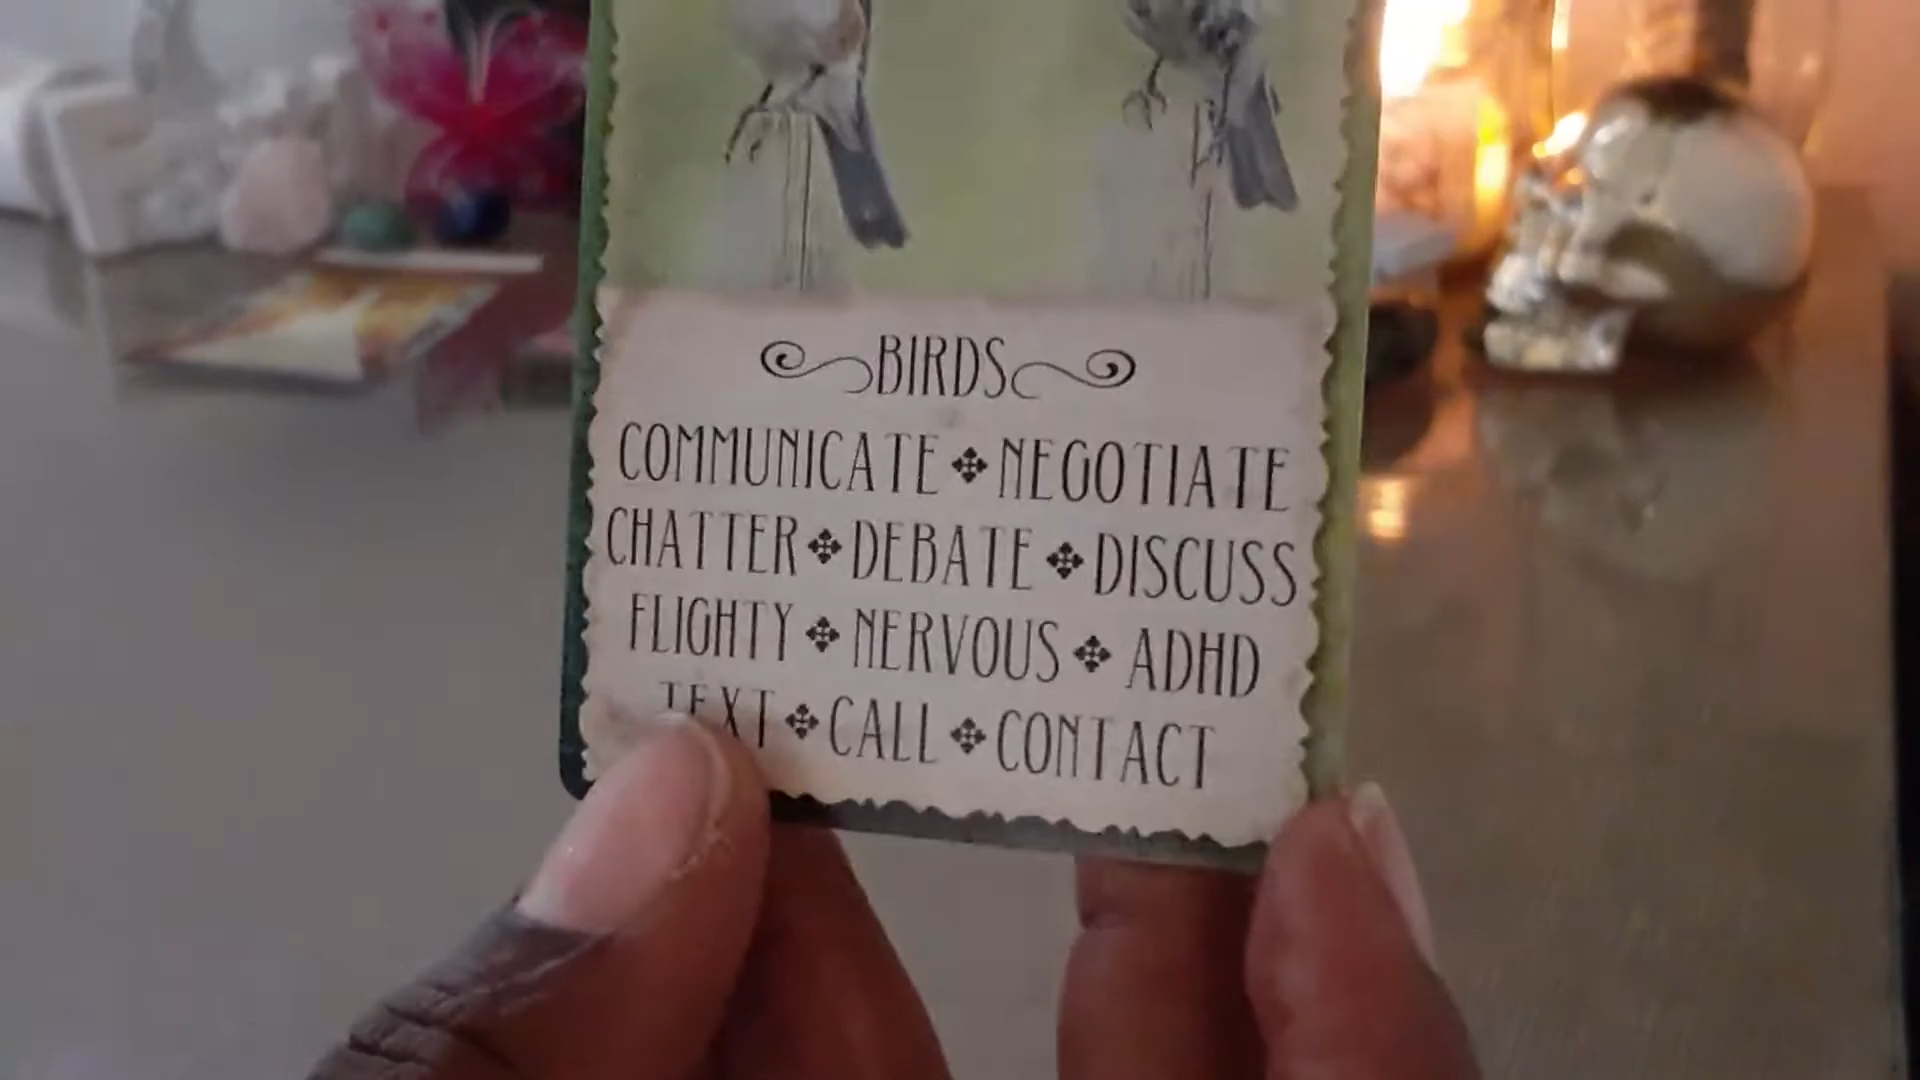 BIRDS
COMMUNICATE ✥ NEGOTIATE
CHATTER ✥ DEBATE ✥ DISCUSS
FLIGHTY ✥ NERVOUS ✥ ADHD
TEXT ✥ CALL ✥ CONTACT